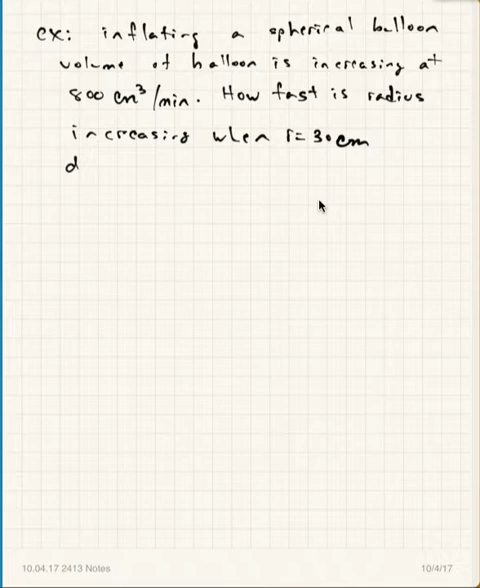 ex: inflating a spherical balloon
volume of balloon is increasing at
800 cm³/min. How fast is radius
increasing when r=30cm
d
10.04.17 2413 Notes 10/4/17